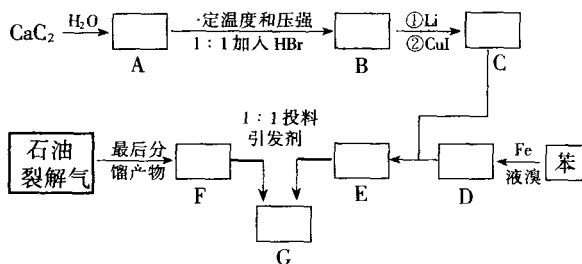 CaC₂ H₂O A 一定温度和压强 1：1加入HBr B ①Li ②CuI C
1：1投料 引发剂
石油裂解气 最后分馏产物 F E D Fe 液溴 苯
G